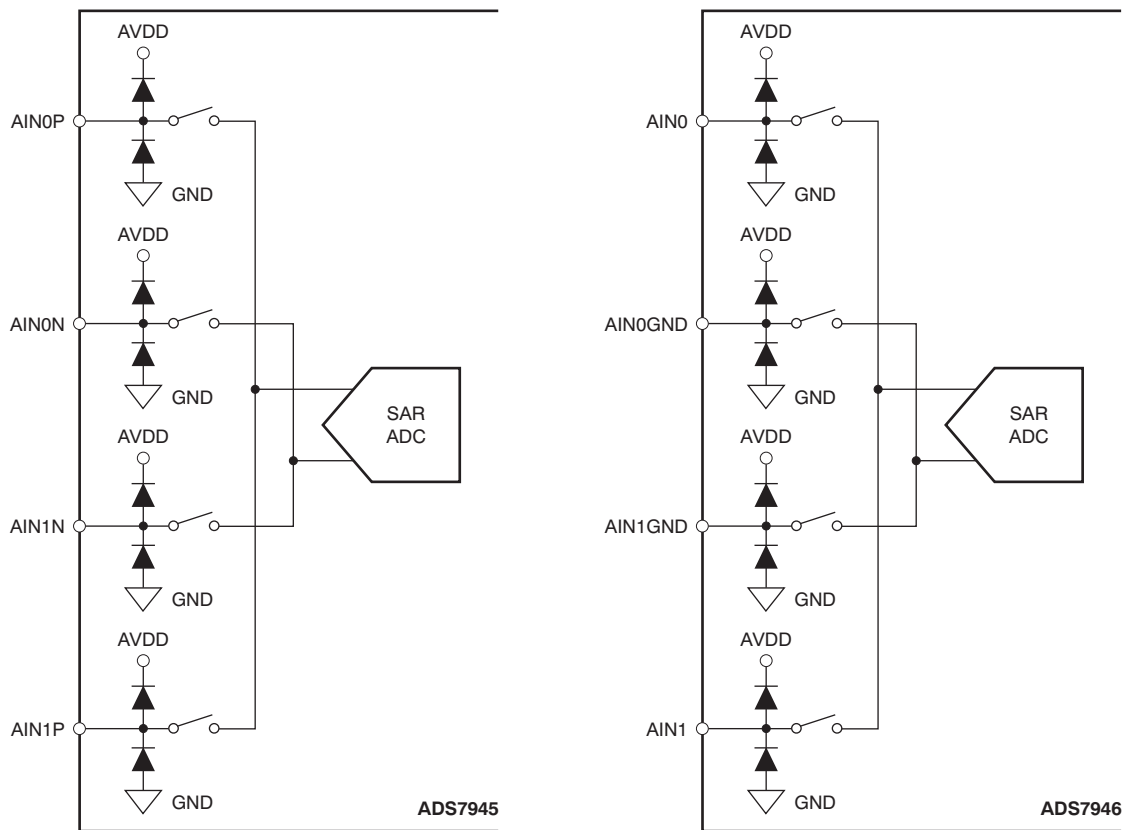 AVDD
AIN0P
GND
AVDD
AIN0N
GND
AVDD
AIN1N
GND
AVDD
AIN1P
GND
SAR
ADC
ADS7945
AVDD
AIN0
GND
AVDD
AIN0GND
GND
AVDD
AIN1GND
GND
AVDD
AIN1
GND
SAR
ADC
ADS7946